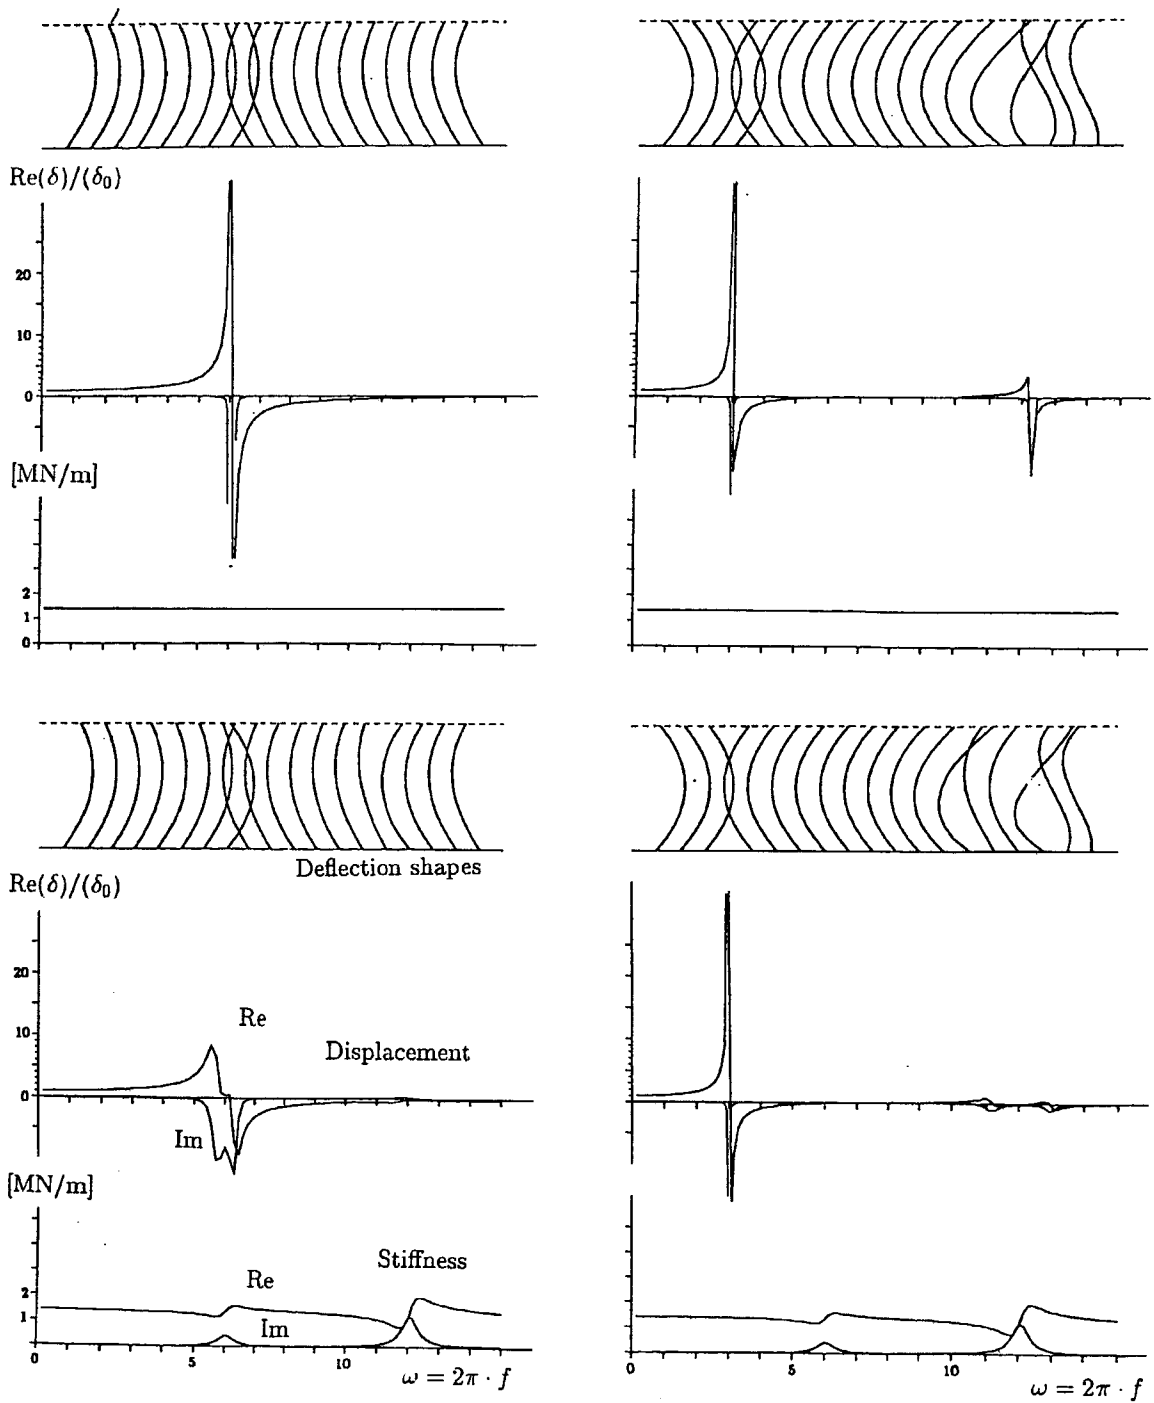 Re(δ)/(δ₀)
20
10
0
[MN/m]
2
1
0
Deflection shapes
Re(δ)/(δ₀)
20
10
0
Re
Displacement
Im
[MN/m]
Stiffness
2
1
Re
Im
0
5
10
ω = 2π · f
0
5
10
ω = 2π · f